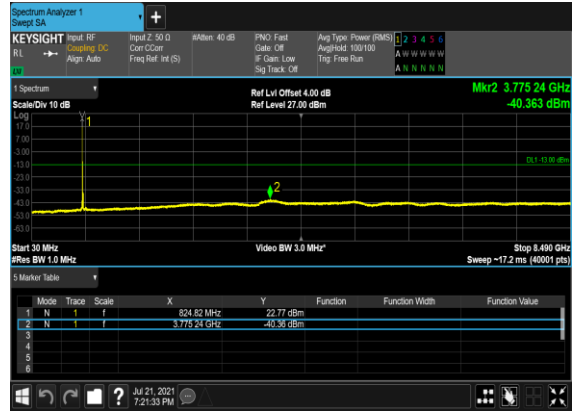 Spectrum Analyzer 1
Swept SA
+
KEYSIGHT Input: RF Input Z: 50 Ω #Atten: 40 dB PNO: Fast Avg Type: Power (RMS) 1 2 3 4 5 6
RL Coupling: DC Corr CCorr Gate: Off Avg|Hold: 100/100 A W W W W W
Align: Auto Freq Ref: Int (S) IF Gain: Low Trig: Free Run
Sig Track: Off A N N N N N
1 Spectrum Ref Lvl Offset 4.00 dB Mkr2 3.775 24 GHz
Scale/Div 10 dB Ref Level 27.00 dBm -40.363 dBm
Log
17.0
7.00
-3.00
-13.0 DL1 -13.00 dBm
-23.0
-33.0
-43.0
-53.0
-63.0
1
2
Start 30 MHz Video BW 3.0 MHz* Stop 8.490 GHz
#Res BW 1.0 MHz Sweep ~17.2 ms (40001 pts)
5 Marker Table
Mode Trace Scale X Y Function Function Width Function Value
1 N 1 f 824.82 MHz 22.77 dBm
2 N 1 f 3.775 24 GHz -40.36 dBm
3
4
5
6
? Jul 21, 2021
7:21:33 PM